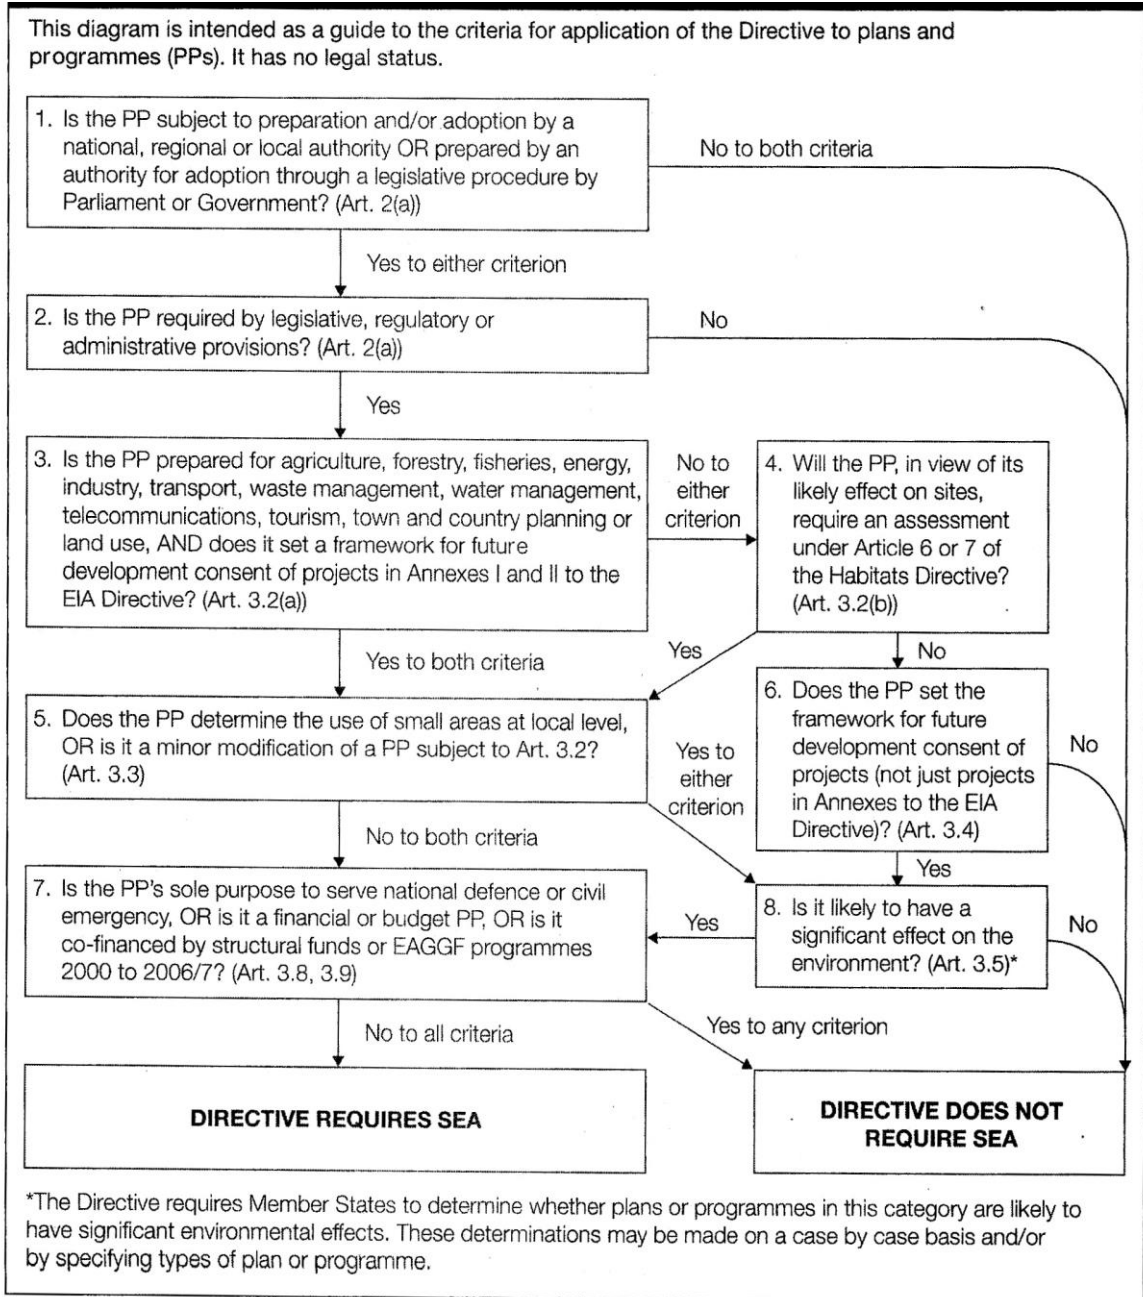 This diagram is intended as a guide to the criteria for application of the Directive to plans and
programmes (PPs). It has no legal status.
1. Is the PP subject to preparation and/or adoption by a
national, regional or local authority OR prepared by an
authority for adoption through a legislative procedure by
Parliament or Government? (Art. 2(a))
No to both criteria
Yes to either criterion
2. Is the PP required by legislative, regulatory or
administrative provisions? (Art. 2(a))
No
Yes
3. Is the PP prepared for agriculture, forestry, fisheries, energy,
industry, transport, waste management, water management,
telecommunications, tourism, town and country planning or
land use, AND does it set a framework for future
development consent of projects in Annexes I and II to the
EIA Directive? (Art. 3.2(a))
No to
either
criterion
4. Will the PP, in view of its
likely effect on sites,
require an assessment
under Article 6 or 7 of
the Habitats Directive?
(Art. 3.2(b))
Yes to both criteria
Yes
No
5. Does the PP determine the use of small areas at local level,
OR is it a minor modification of a PP subject to Art. 3.2?
(Art. 3.3)
Yes to
either
criterion
6. Does the PP set the
framework for future
development consent of
projects (not just projects
in Annexes to the EIA
Directive)? (Art. 3.4)
No
No to both criteria
Yes
7. Is the PP's sole purpose to serve national defence or civil
emergency, OR is it a financial or budget PP, OR is it
co-financed by structural funds or EAGGF programmes
2000 to 2006/7? (Art. 3.8, 3.9)
Yes
8. Is it likely to have a
significant effect on the
environment? (Art. 3.5)*
No
No to all criteria
Yes to any criterion
DIRECTIVE REQUIRES SEA
DIRECTIVE DOES NOT
REQUIRE SEA
*The Directive requires Member States to determine whether plans or programmes in this category are likely to
have significant environmental effects. These determinations may be made on a case by case basis and/or
by specifying types of plan or programme.